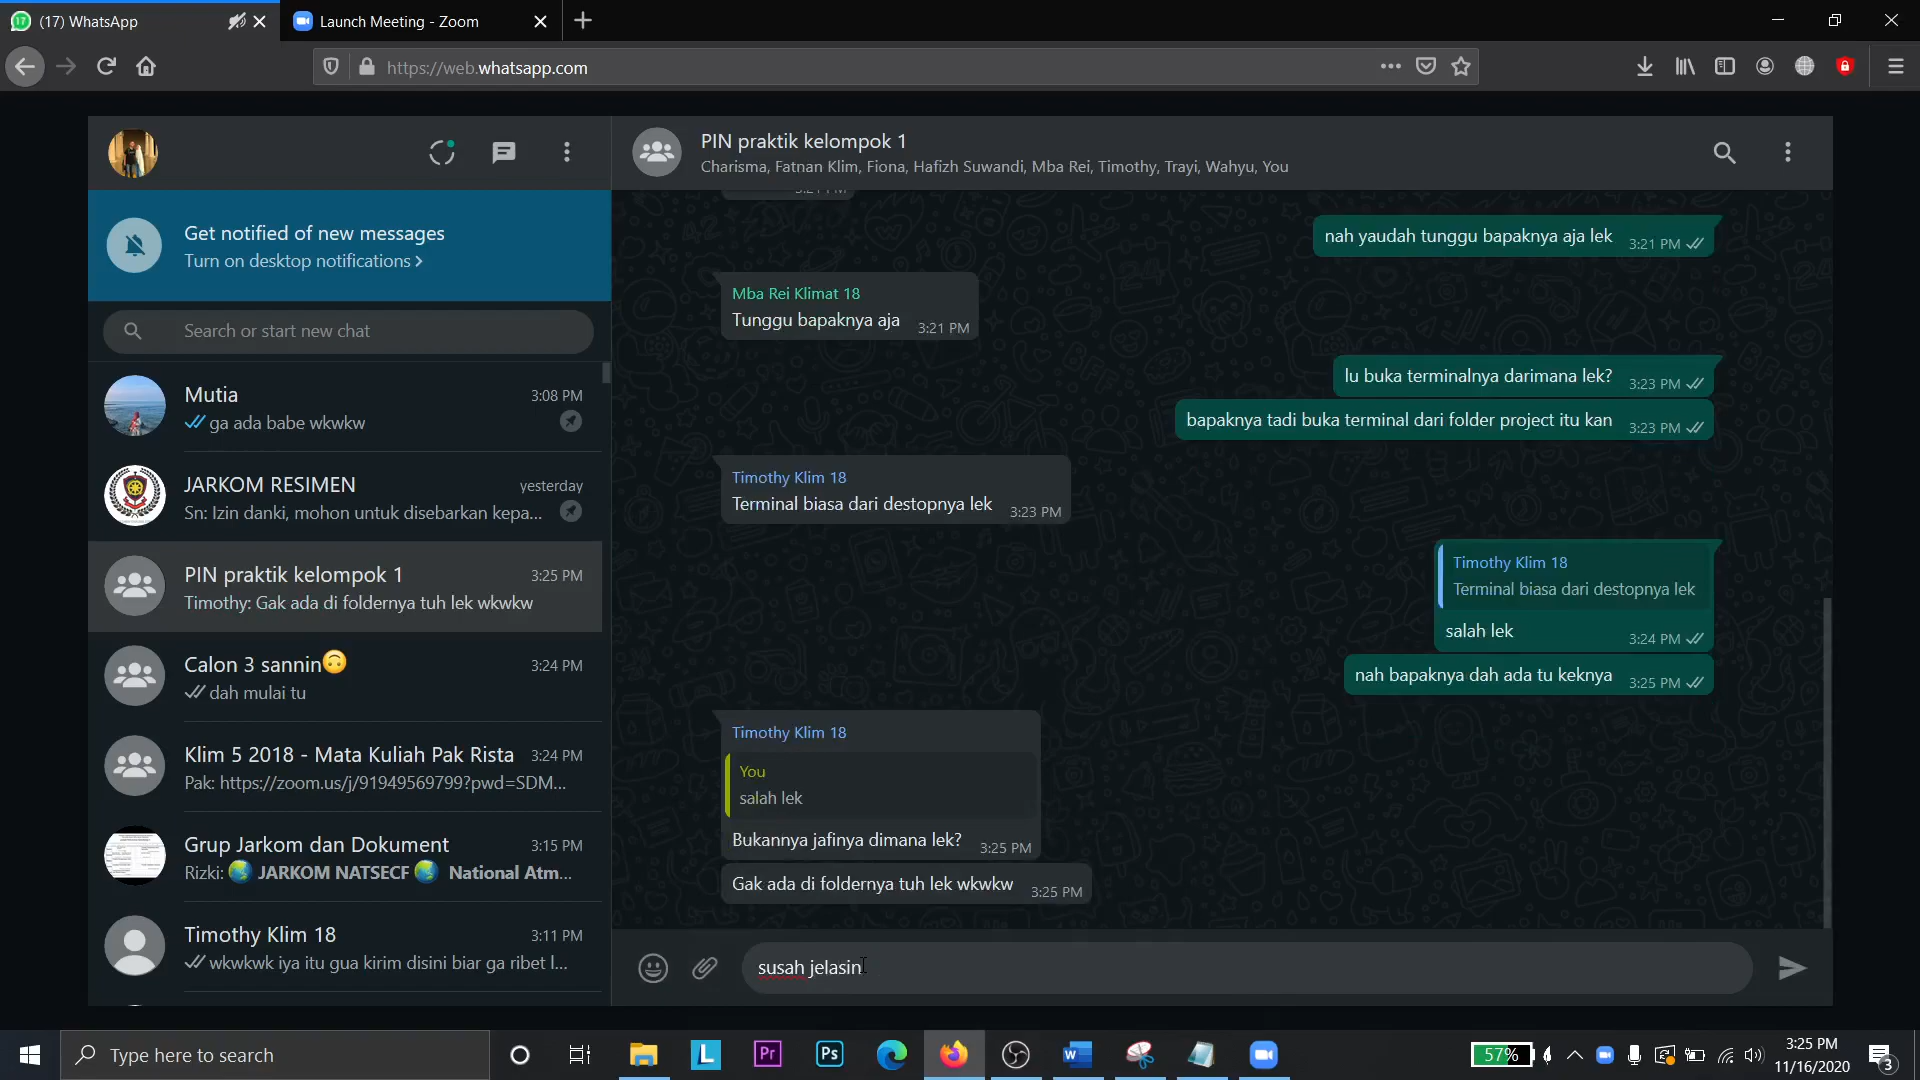 (17) WhatsApp
Launch Meeting - Zoom
https://web.whatsapp.com
PIN praktik kelompok 1
Charisma, Fatnan Klim, Fiona, Hafizh Suwandi, Mba Rei, Timothy, Trayi, Wahyu, You
Get notified of new messages
Turn on desktop notifications >
Search or start new chat
Mutia 3:08 PM
ga ada babe wkwkw
JARKOM RESIMEN yesterday
Sn: Izin danki, mohon untuk disebarkan kepa...
PIN praktik kelompok 1 3:25 PM
Timothy: Gak ada di foldernya tuh lek wkwkw
Calon 3 sannin🙃 3:24 PM
dah mulai tu
Klim 5 2018 - Mata Kuliah Pak Rista 3:24 PM
Pak: https://zoom.us/j/91949569799?pwd=SDM...
Grup Jarkom dan Dokument 3:15 PM
Rizki: 🌏 JARKOM NATSECF 🌏 National Atm...
Timothy Klim 18 3:11 PM
wkwkwk iya itu gua kirim disini biar ga ribet l...
nah yaudah tunggu bapaknya aja lek 3:21 PM
Mba Rei Klimat 18
Tunggu bapaknya aja 3:21 PM
lu buka terminalnya darimana lek? 3:23 PM
bapaknya tadi buka terminal dari folder project itu kan 3:23 PM
Timothy Klim 18
Terminal biasa dari destopnya lek 3:23 PM
Timothy Klim 18
Terminal biasa dari destopnya lek
salah lek 3:24 PM
nah bapaknya dah ada tu keknya 3:25 PM
Timothy Klim 18
You
salah lek
Bukannya jafinya dimana lek? 3:25 PM
Gak ada di foldernya tuh lek wkwkw 3:25 PM
susah jelasin
Type here to search
L
Pr
Ps
57%
3:25 PM
11/16/2020
3